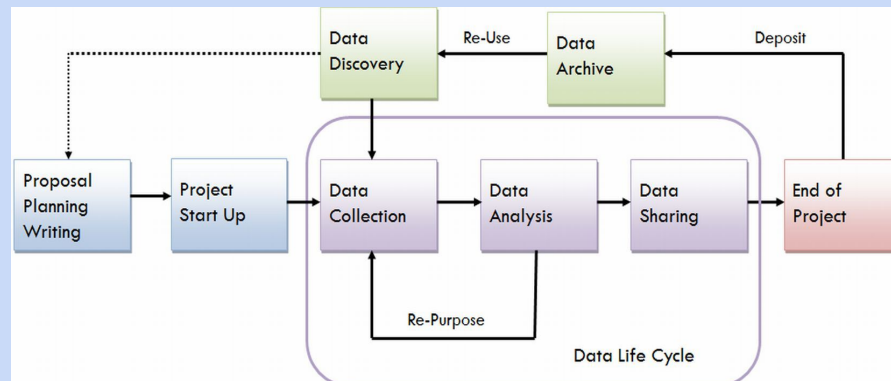 Data
Discovery
Re-Use
Data
Archive
Deposit
Proposal
Planning
Writing
Project
Start Up
Data
Collection
Data
Analysis
Data
Sharing
End of
Project
Re-Purpose
Data Life Cycle